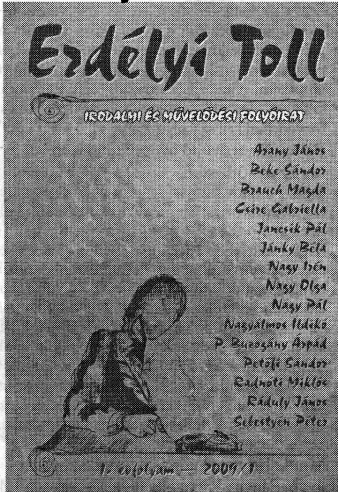 Erdélyi Toll
IRODALMI ÉS MŰVELŐDÉSI FOLYÓIRAT
Arany János
Beke Sándor
Brauch Magda
Csire Gabriella
Jancsik Pál
Jánky Béla
Nagy Irén
Nagy Olga
Nagy Pál
Nagyálmos Ildikó
P. Buzogány Árpád
Petőfi Sándor
Radnóti Miklós
Ráduly János
Sebestyén Péter
1. évfolyam — 2009/1